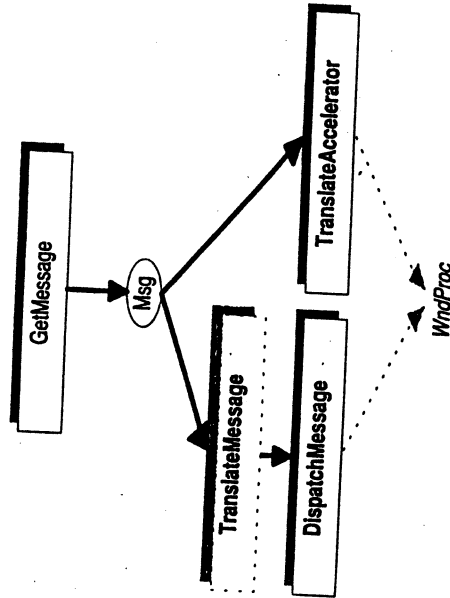 GetMessage
Msg
TranslateMessage
TranslateAccelerator
DispatchMessage
WndProc